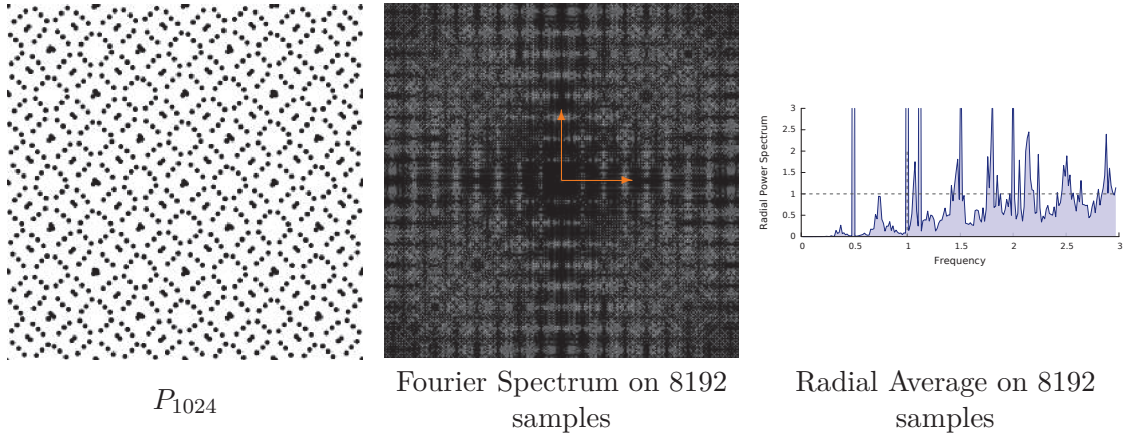 3
2.5
2
1.5
1
0.5
0
Radial Power Spectrum
0 0.5 1 1.5 2 2.5 3
Frequency
P1024
Fourier Spectrum on 8192
samples
Radial Average on 8192
samples